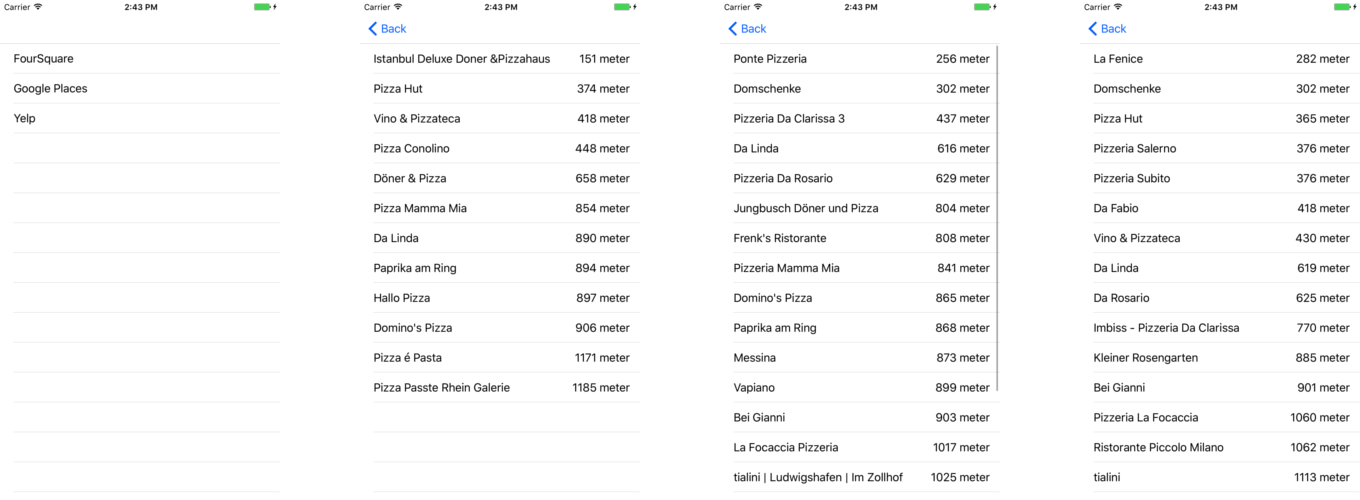 Carrier 2:43 PM
FourSquare
Google Places
Yelp
Carrier 2:43 PM
Back
Istanbul Deluxe Doner &Pizzahaus 151 meter
Pizza Hut 374 meter
Vino & Pizzateca 418 meter
Pizza Conolino 448 meter
Döner & Pizza 658 meter
Pizza Mamma Mia 854 meter
Da Linda 890 meter
Paprika am Ring 894 meter
Hallo Pizza 897 meter
Domino's Pizza 906 meter
Pizza é Pasta 1171 meter
Pizza Passte Rhein Galerie 1185 meter
Carrier 2:43 PM
Back
Ponte Pizzeria 256 meter
Domschenke 302 meter
Pizzeria Da Clarissa 3 437 meter
Da Linda 616 meter
Pizzeria Da Rosario 629 meter
Jungbusch Döner und Pizza 804 meter
Frenk's Ristorante 808 meter
Pizzeria Mamma Mia 841 meter
Domino's Pizza 865 meter
Paprika am Ring 868 meter
Messina 873 meter
Vapiano 899 meter
Bei Gianni 903 meter
La Focaccia Pizzeria 1017 meter
tialini | Ludwigshafen | Im Zollhof 1025 meter
Carrier 2:43 PM
Back
La Fenice 282 meter
Domschenke 302 meter
Pizza Hut 365 meter
Pizzeria Salerno 376 meter
Pizzeria Subito 376 meter
Da Fabio 418 meter
Vino & Pizzateca 430 meter
Da Linda 619 meter
Da Rosario 625 meter
Imbiss - Pizzeria Da Clarissa 770 meter
Kleiner Rosengarten 885 meter
Bei Gianni 901 meter
Pizzeria La Focaccia 1060 meter
Ristorante Piccolo Milano 1062 meter
tialini 1113 meter